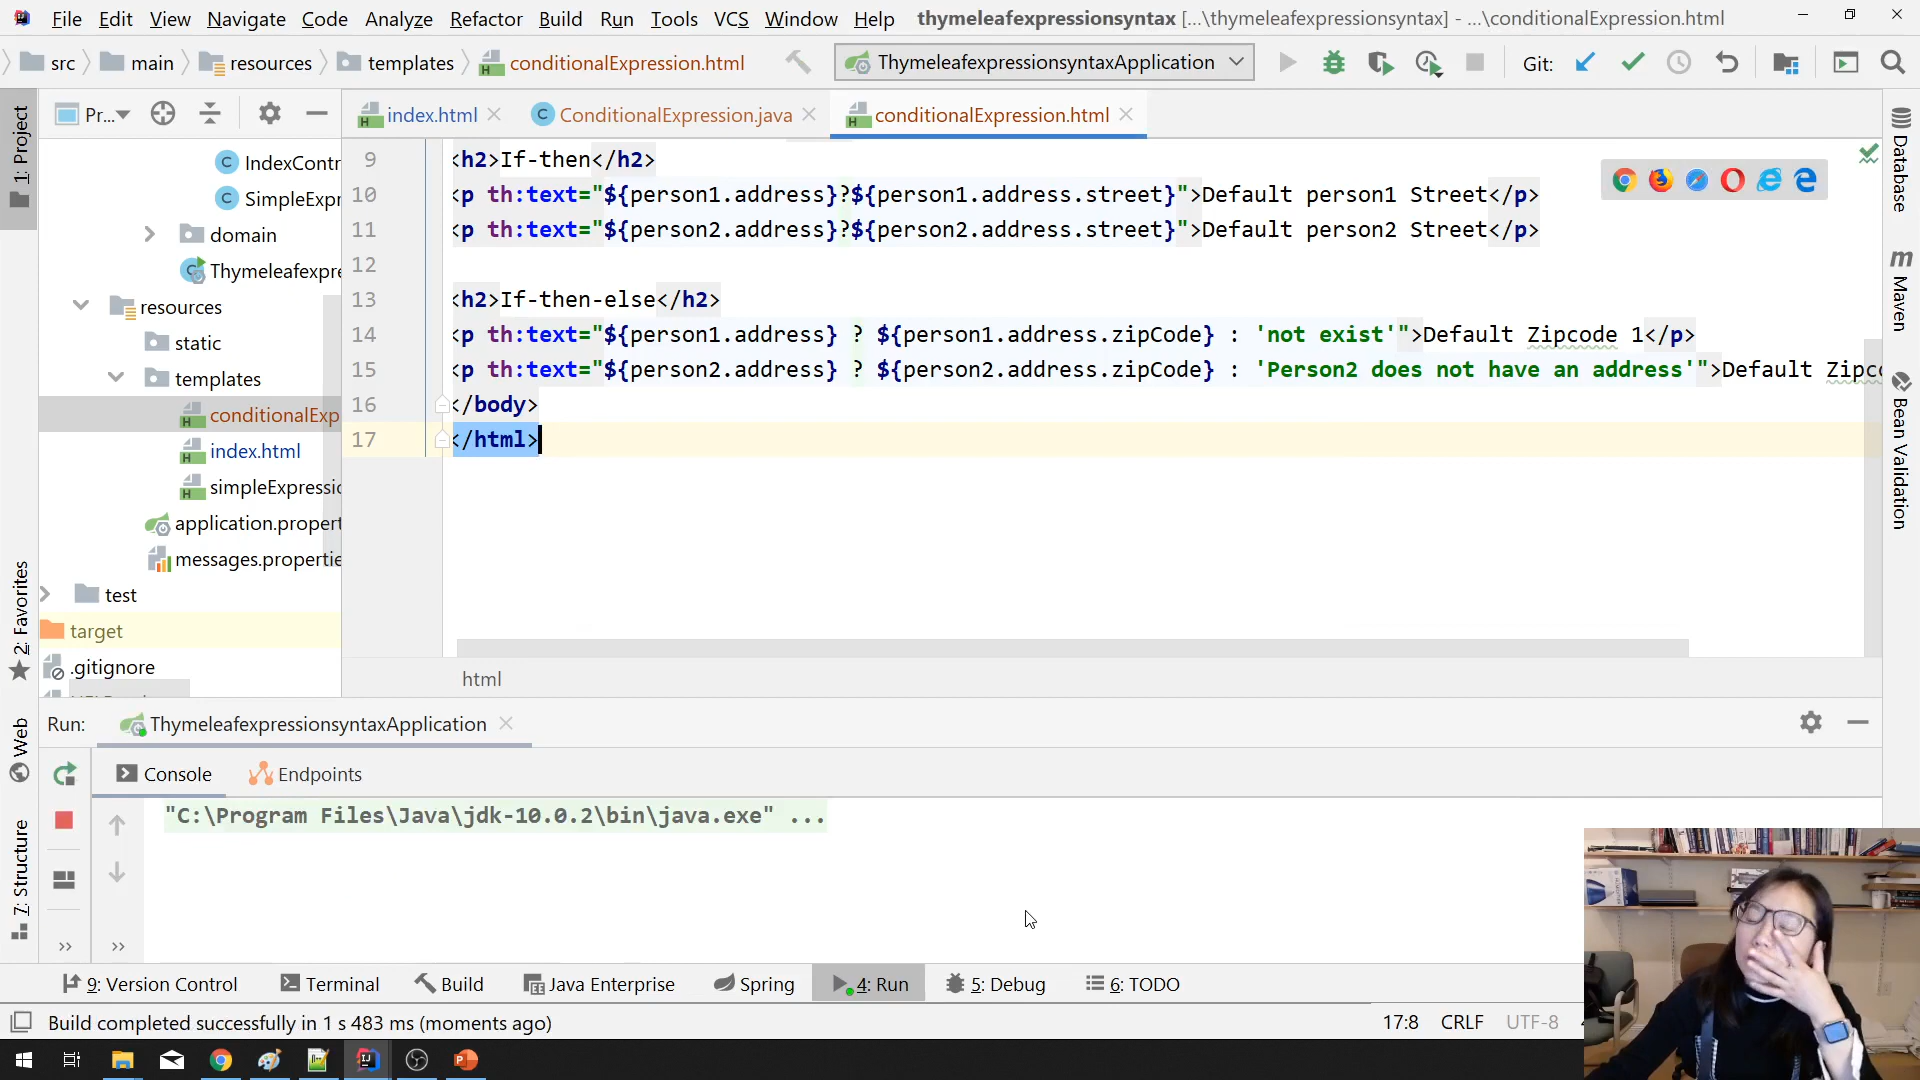 File Edit View Navigate Code Analyze Refactor Build Run Tools VCS Window Help thymeleafexpressionsyntax [...\thymeleafexpressionsyntax] - ...\conditionalExpression.html
src main resources templates conditionalExpression.html ThymeleafexpressionsyntaxApplication Git:
Pr... index.html ConditionalExpression.java conditionalExpression.html
1: Project
2: Favorites
Web
7: Structure
IndexContr
SimpleExpr
domain
Thymeleafexpre
resources
static
templates
conditionalExp
index.html
simpleExpressio
application.propert
messages.propertie
test
target
.gitignore
9 <h2>If-then</h2>
10 <p th:text="${person1.address}?${person1.address.street}">Default person1 Street</p>
11 <p th:text="${person2.address}?${person2.address.street}">Default person2 Street</p>
12
13 <h2>If-then-else</h2>
14 <p th:text="${person1.address} ? ${person1.address.zipCode} : 'not exist'">Default Zipcode 1</p>
15 <p th:text="${person2.address} ? ${person2.address.zipCode} : 'Person2 does not have an address'">Default Zipc
16 </body>
17 </html>
html
Database
Maven
Bean Validation
Run: ThymeleafexpressionsyntaxApplication
Console Endpoints
"C:\Program Files\Java\jdk-10.0.2\bin\java.exe" ...
9: Version Control Terminal Build Java Enterprise Spring 4: Run 5: Debug 6: TODO
Build completed successfully in 1 s 483 ms (moments ago) 17:8 CRLF UTF-8